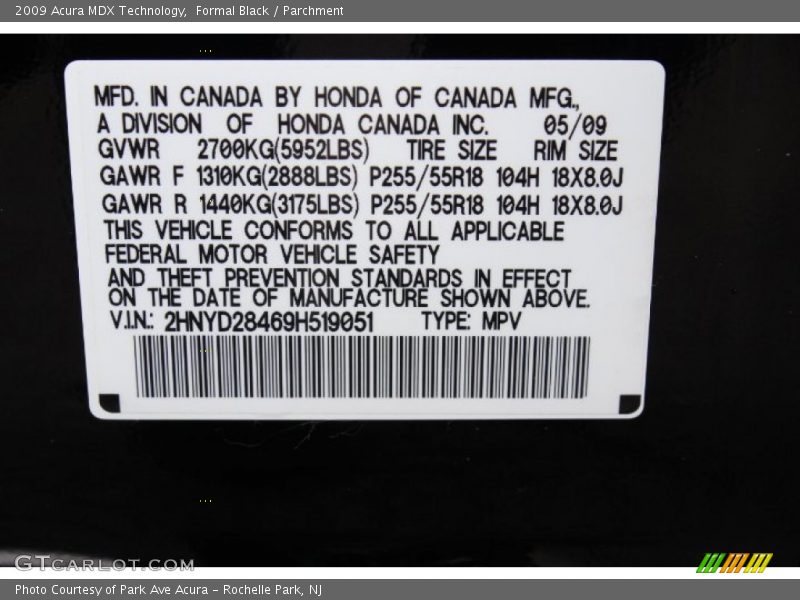 2009 Acura MDX Technology,  Formal Black / Parchment
MFD. IN CANADA BY HONDA OF CANADA MFG.,
A DIVISION OF HONDA CANADA INC. 05/09
GVWR 2700KG(5952LBS) TIRE SIZE RIM SIZE
GAWR F 1310KG(2888LBS) P255/55R18 104H 18X8.0J
GAWR R 1440KG(3175LBS) P255/55R18 104H 18X8.0J
THIS VEHICLE CONFORMS TO ALL APPLICABLE
FEDERAL MOTOR VEHICLE SAFETY
AND THEFT PREVENTION STANDARDS IN EFFECT
ON THE DATE OF MANUFACTURE SHOWN ABOVE.
V.I.N.: 2HNYD28469H519051 TYPE: MPV
GTCARLOT.COM
Photo Courtesy of Park Ave Acura - Rochelle Park, NJ